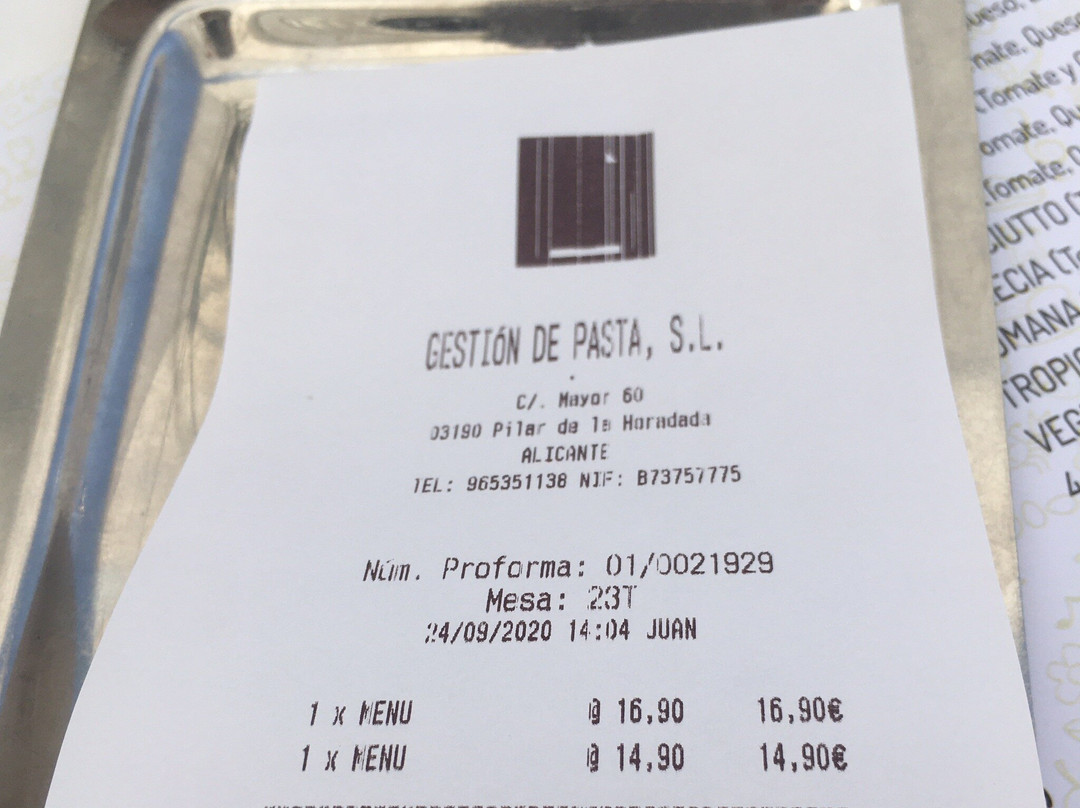 GESTIÓN DE PASTA, S.L.
C/. Mayor 60
03190 Pilar de la Horadada
ALICANTE
TEL: 965351138 NIF: B73757775
Núm. Proforma: 01/0021929
Mesa: 23T
24/09/2020 14:04 JUAN
1 x MENU @ 16,90 16,90€
1 x MENU @ 14,90 14,90€
Tomate y